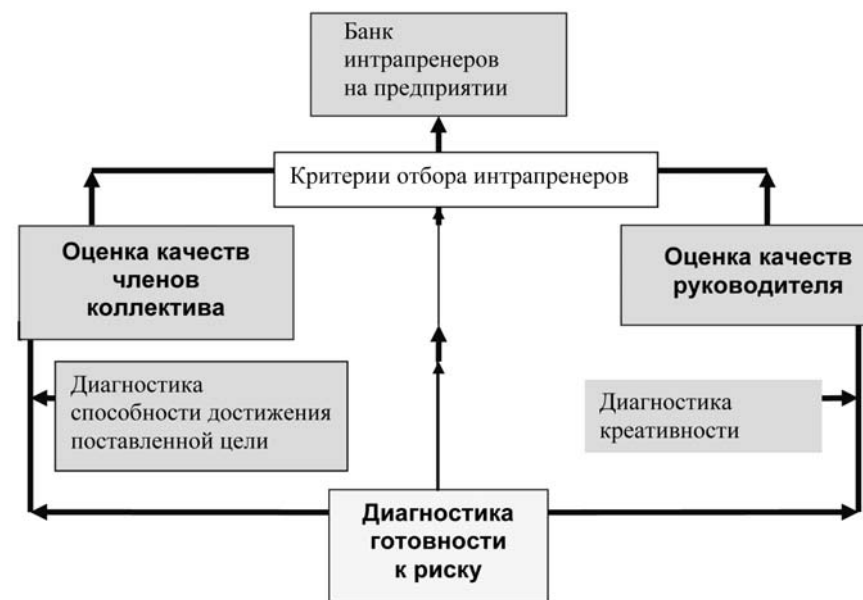 Банк
интрапренеров
на предприятии
Критерии отбора интрапренеров
Оценка качеств
членов
коллектива
Оценка качеств
руководителя
Диагностика
способности достижения
поставленной цели
Диагностика
креативности
Диагностика
готовности
к риску